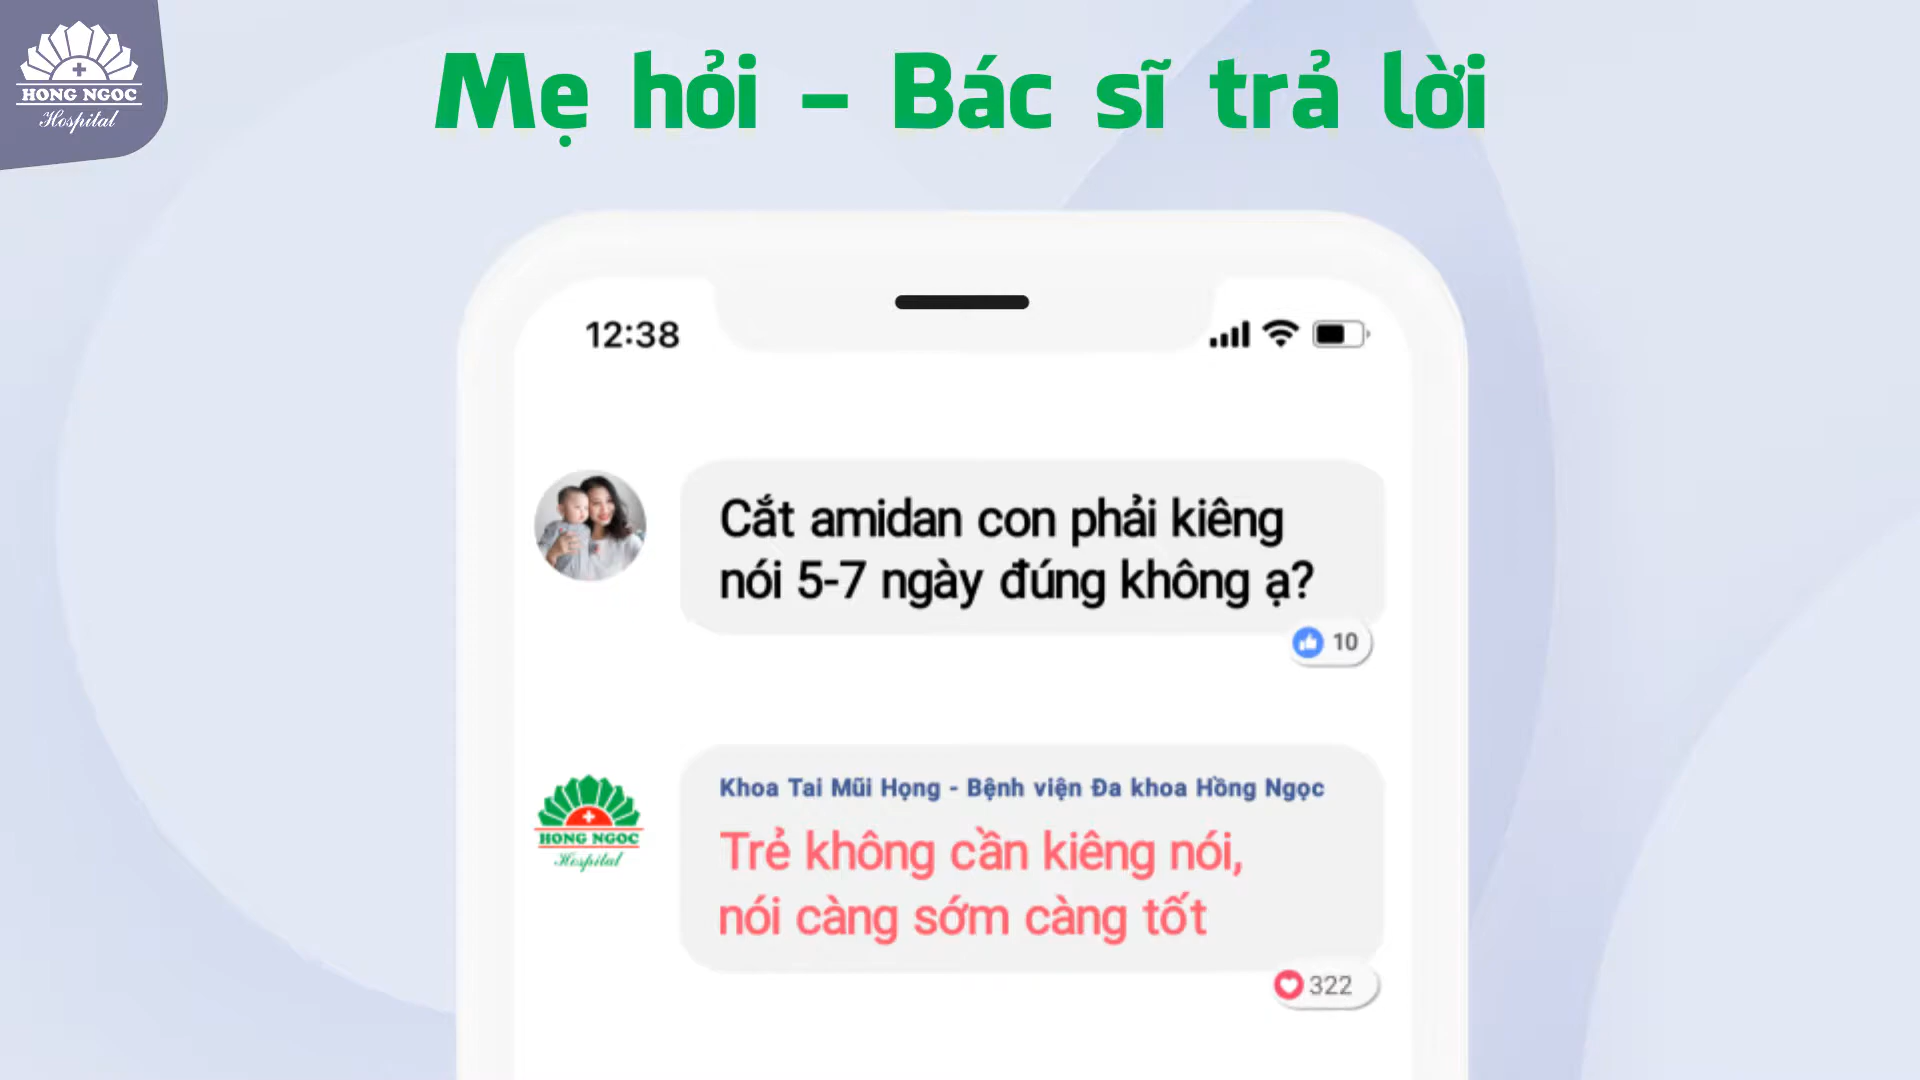 HONG NGOC
Hospital
Mẹ hỏi – Bác sĩ trả lời
12:38
Cắt amidan con phải kiêng
nói 5-7 ngày đúng không ạ?
10
Khoa Tai Mũi Họng - Bệnh viện Đa khoa Hồng Ngọc
HONG NGOC
Hospital
Trẻ không cần kiêng nói,
nói càng sớm càng tốt
322